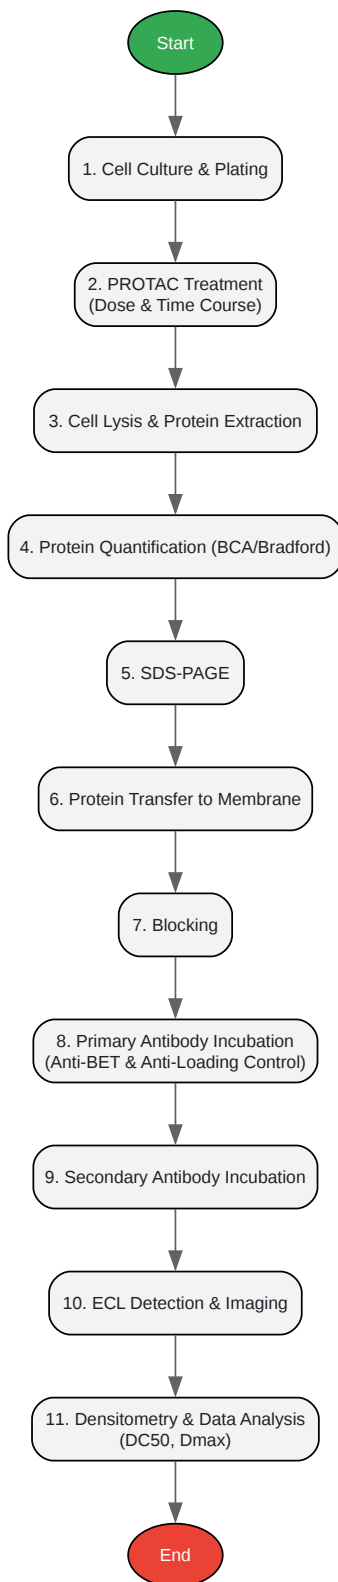 Start
1. Cell Culture & Plating
2. PROTAC Treatment
(Dose & Time Course)
3. Cell Lysis & Protein Extraction
4. Protein Quantification (BCA/Bradford)
5. SDS-PAGE
6. Protein Transfer to Membrane
7. Blocking
8. Primary Antibody Incubation
(Anti-BET & Anti-Loading Control)
9. Secondary Antibody Incubation
10. ECL Detection & Imaging
11. Densitometry & Data Analysis
(DC50, Dmax)
End